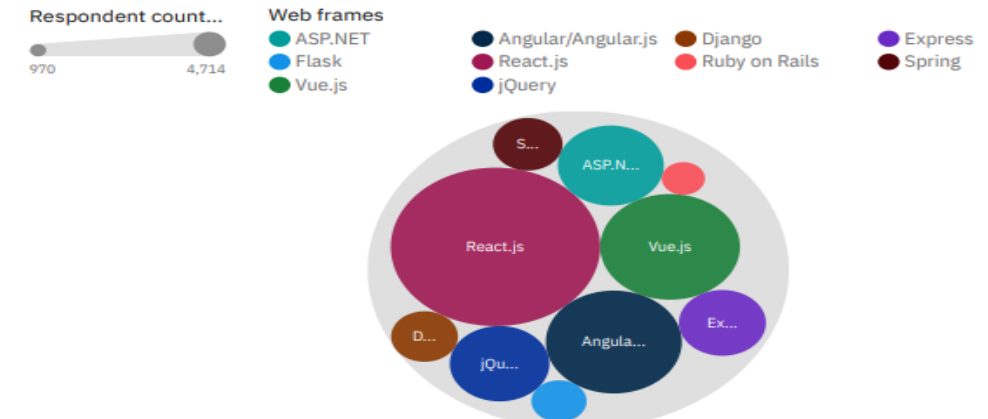 Respondent count...
970 4,714
Web frames
ASP.NET Angular/Angular.js Django Express
Flask React.js Ruby on Rails Spring
Vue.js jQuery
S...
ASP.N...
React.js Vue.js
Ex...
D... Angula...
jQu...